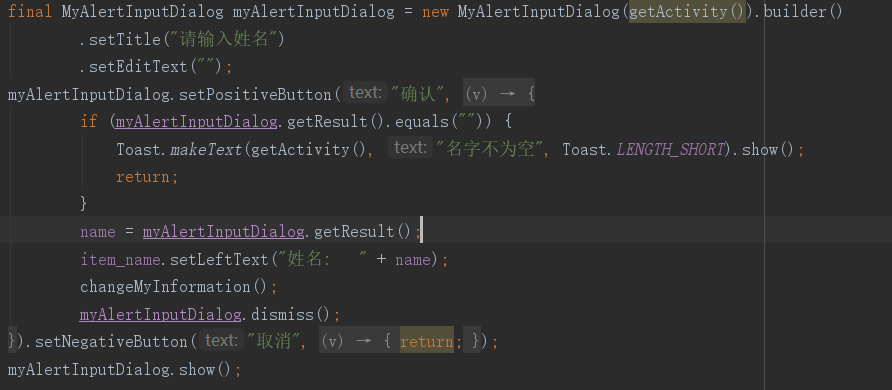 final MyAlertInputDialog myAlertInputDialog = new MyAlertInputDialog(getActivity()).builder()
        .setTitle("请输入姓名")
        .setEditText("");
myAlertInputDialog.setPositiveButton( text: "确认", (v) → {
        if (myAlertInputDialog.getResult().equals("")) {
            Toast.makeText(getActivity(), text: "名字不为空", Toast.LENGTH_SHORT).show();
            return;
        }
        name = myAlertInputDialog.getResult();
        item_name.setLeftText("姓名:  " + name);
        changeMyInformation();
        myAlertInputDialog.dismiss();
}).setNegativeButton( text: "取消", (v) → { return; });
myAlertInputDialog.show();